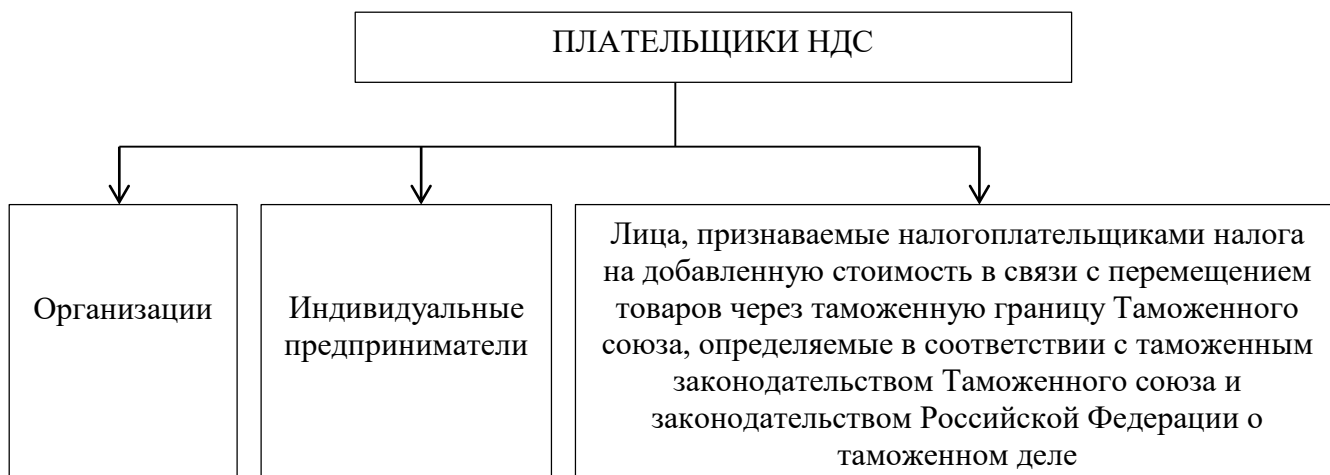 ПЛАТЕЛЬЩИКИ НДС
Организации
Индивидуальные
предприниматели
Лица, признаваемые налогоплательщиками налога
на добавленную стоимость в связи с перемещением
товаров через таможенную границу Таможенного
союза, определяемые в соответствии с таможенным
законодательством Таможенного союза и
законодательством Российской Федерации о
таможенном деле